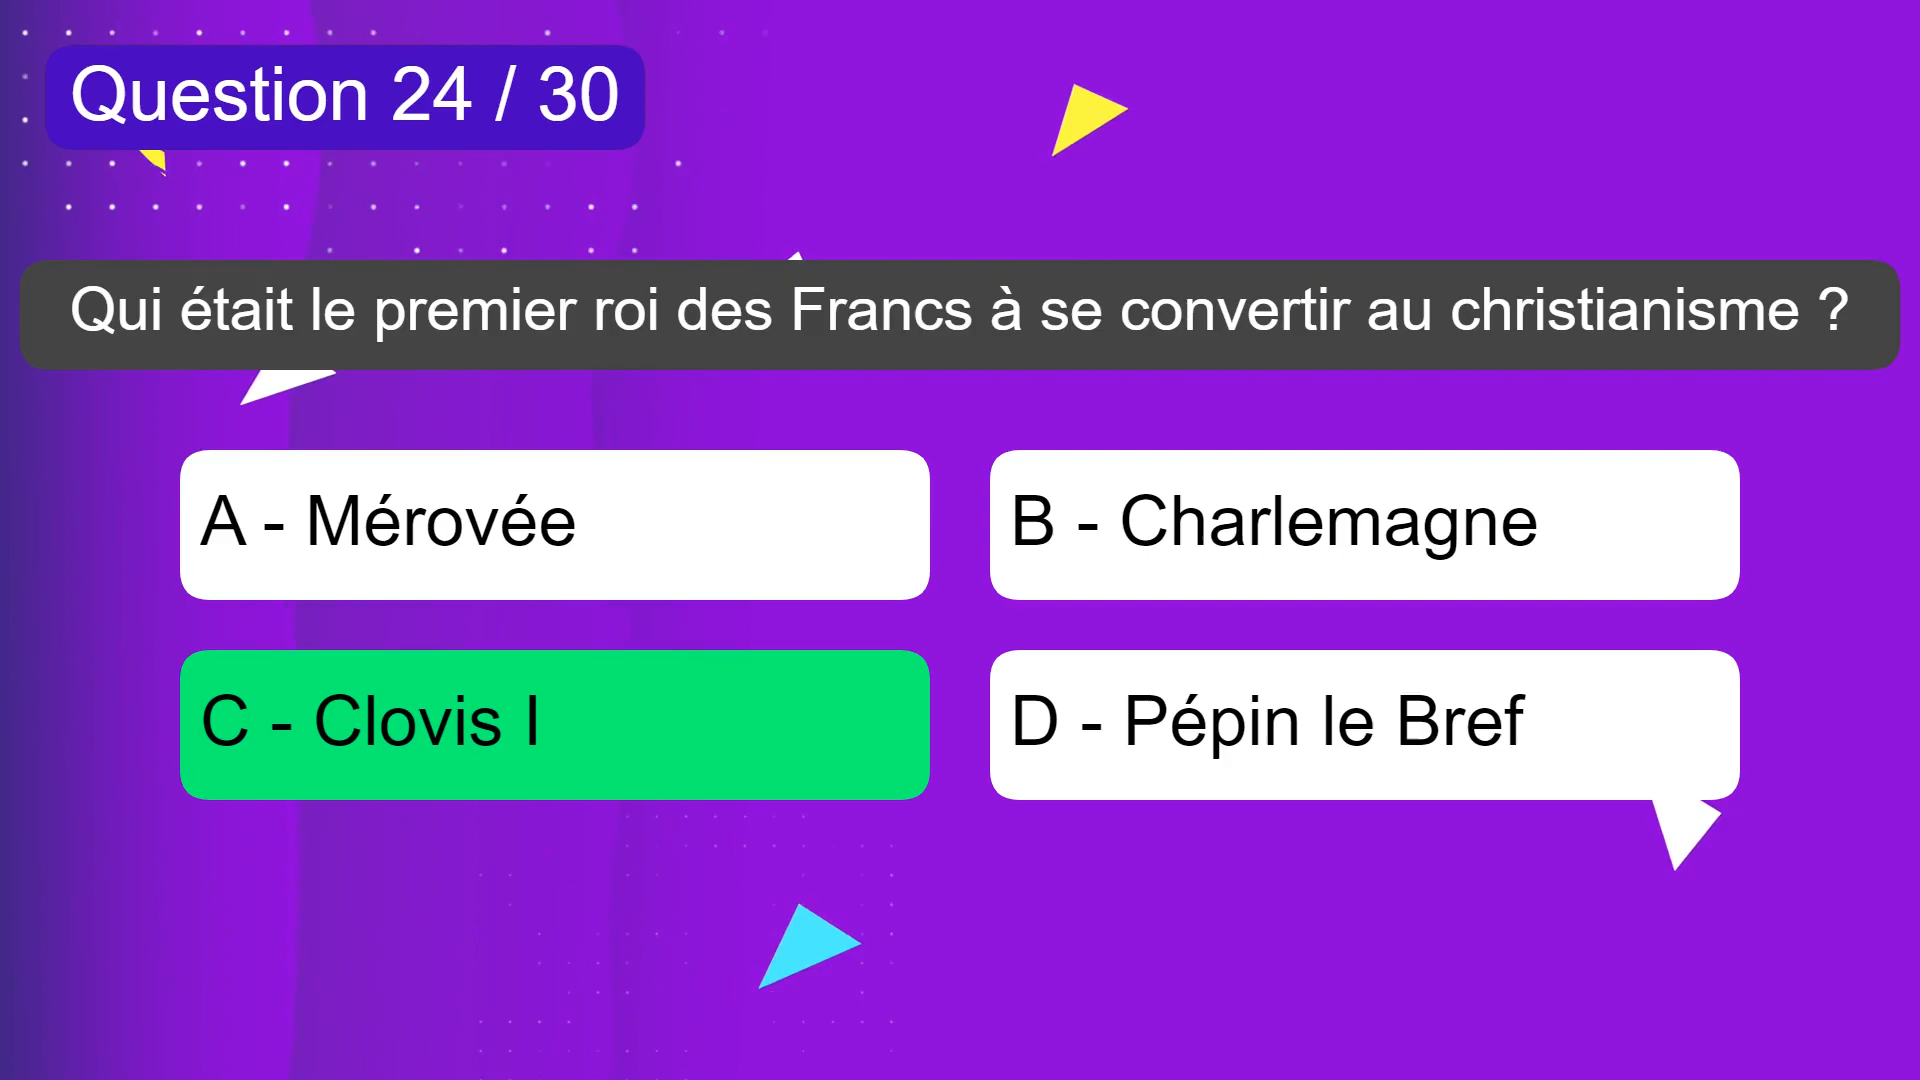 Question 24 / 30
Qui était le premier roi des Francs à se convertir au christianisme ?
A - Mérovée
B - Charlemagne
C - Clovis I
D - Pépin le Bref